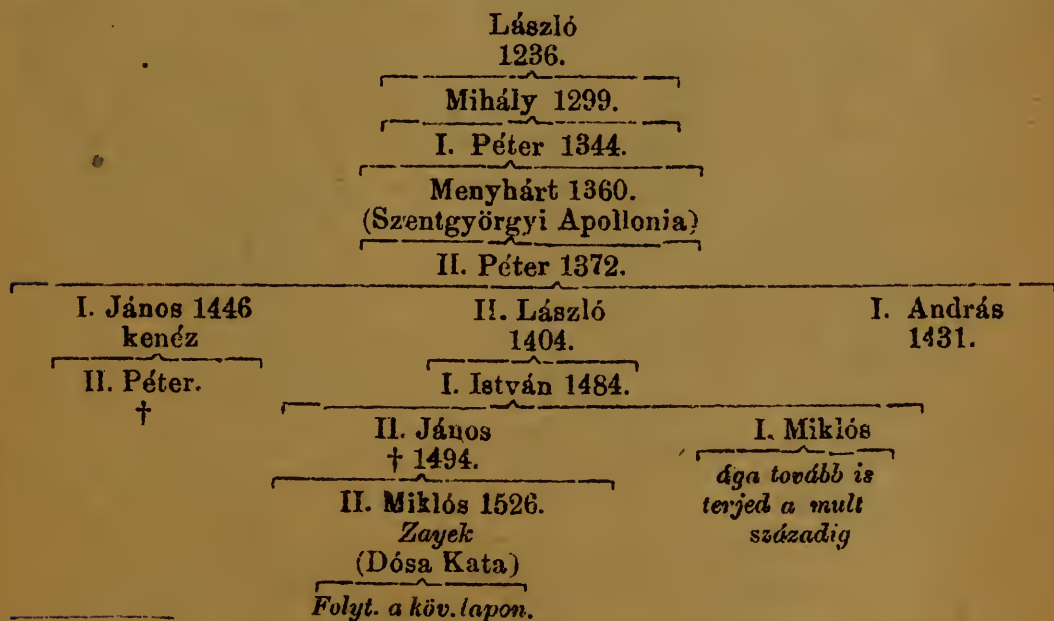 László
1236.
Mihály 1299.
I. Péter 1344.
Menyhárt 1360.
(Szentgyörgyi Apollonia)
II. Péter 1372.
I. János 1446 II. László I. András
kenéz 1404. 1431.
II. Péter. I. István 1484.
†
II. János I. Miklós
† 1494. ága tovább is
II. Miklós 1526. terjed a mult
Zayek századig
(Dósa Kata)
Folyt. a köv. lapon.